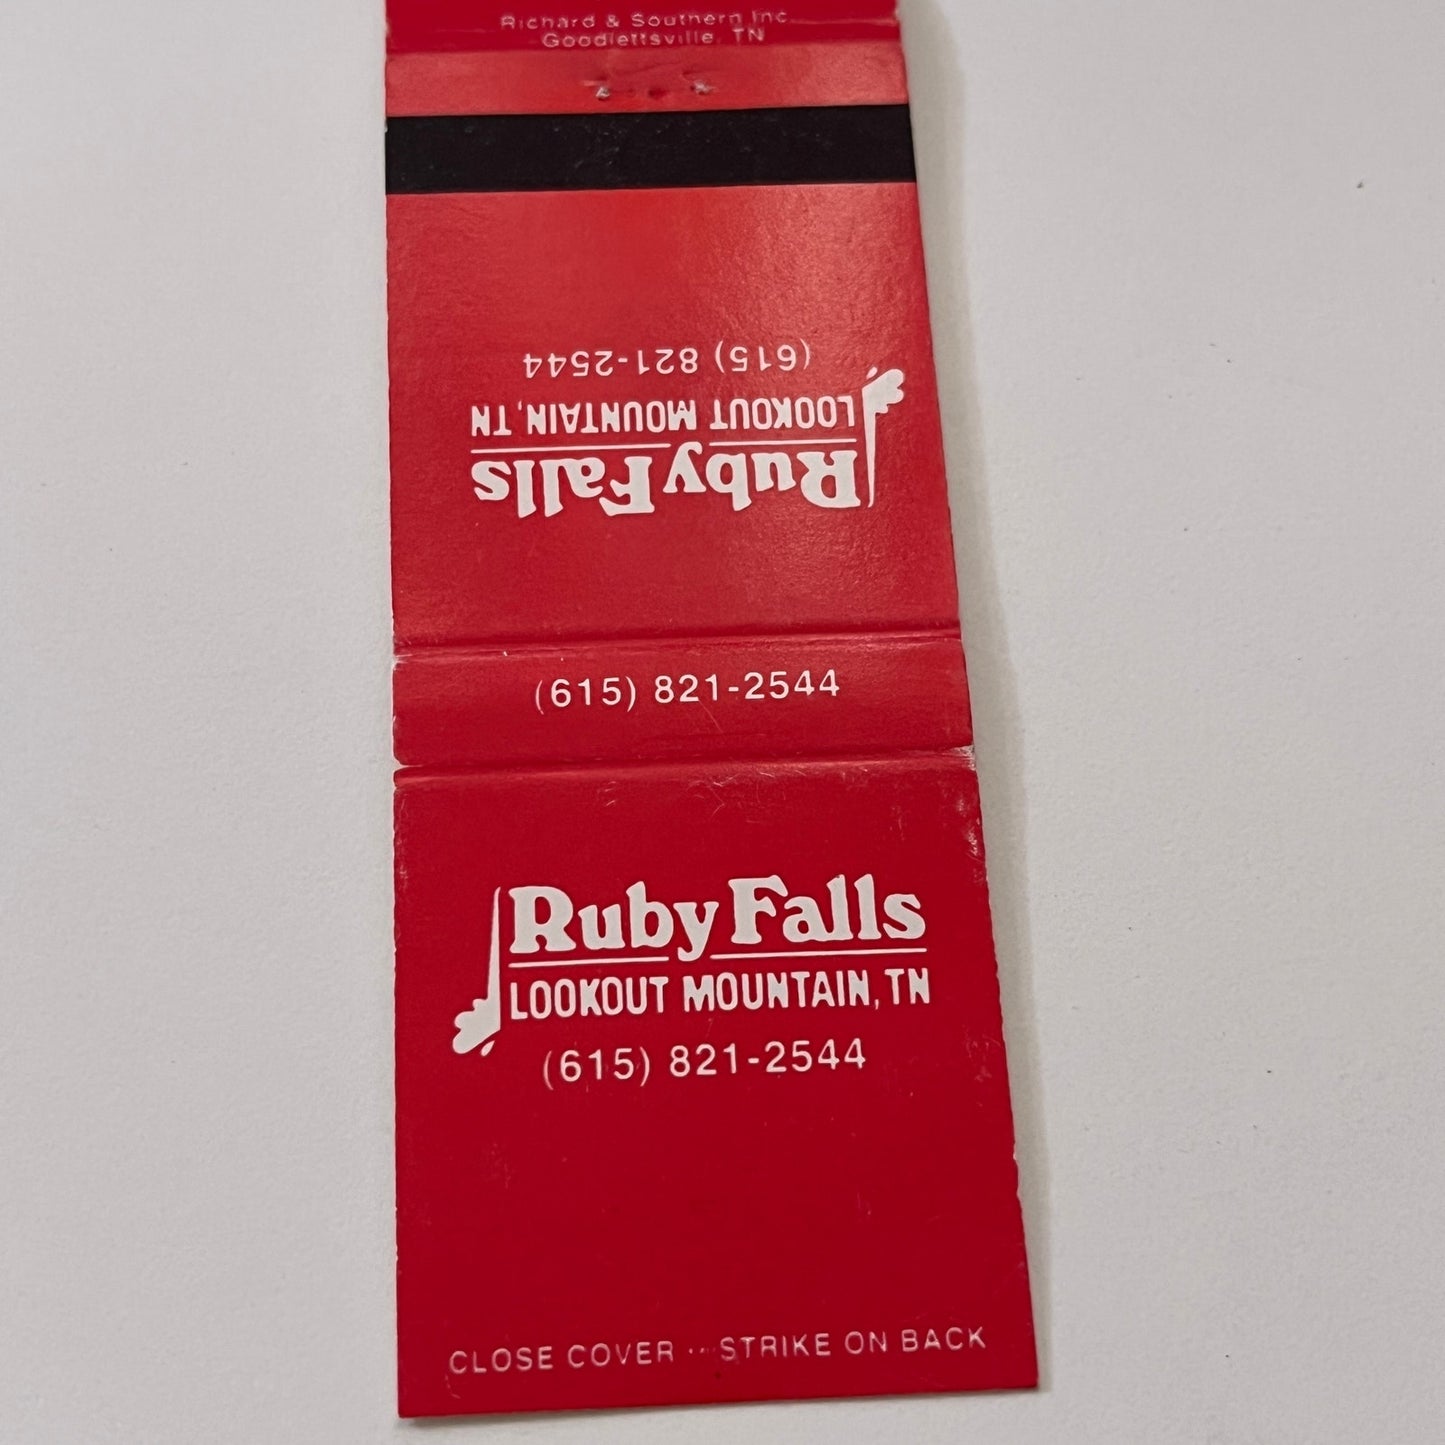 Richard & Southern Inc.
Goodlettsville, TN
(615) 821-2544
LOOKOUT MOUNTAIN, TN
Ruby Falls
(615) 821-2544
Ruby Falls
LOOKOUT MOUNTAIN, TN
(615) 821-2544
CLOSE COVER ·· STRIKE ON BACK